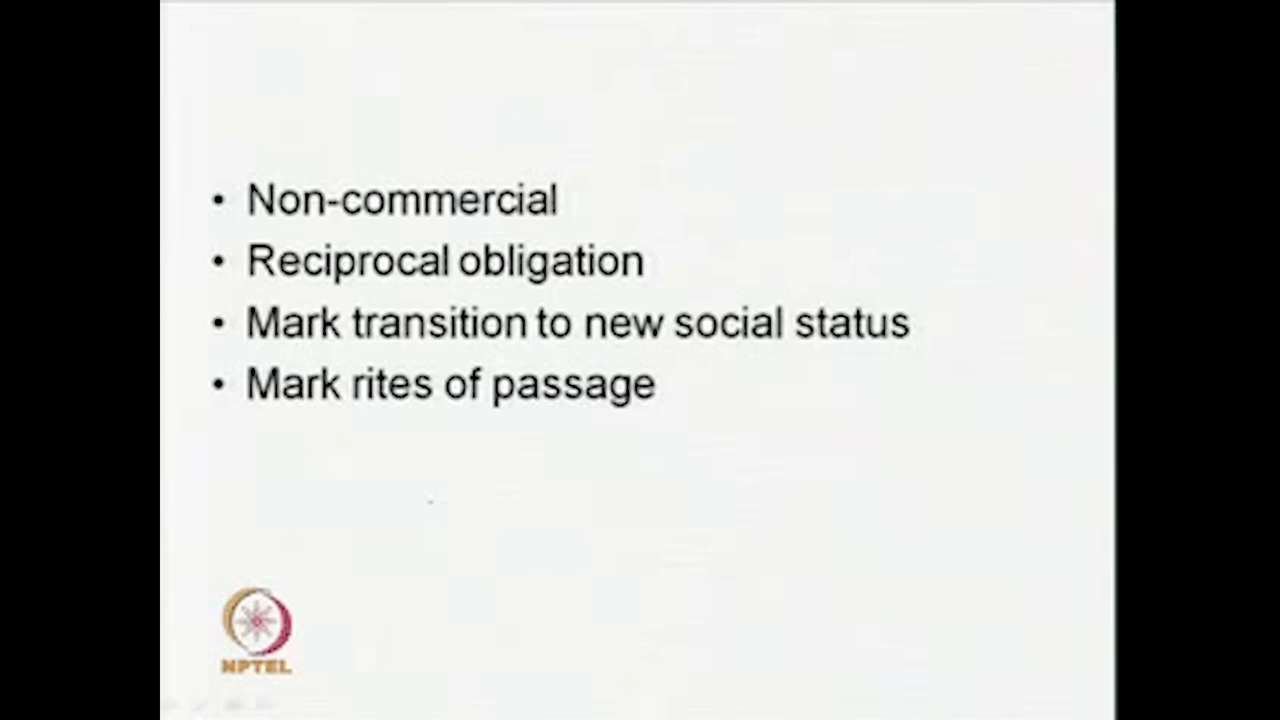 • Non-commercial
• Reciprocal obligation
• Mark transition to new social status
• Mark rites of passage
NPTEL